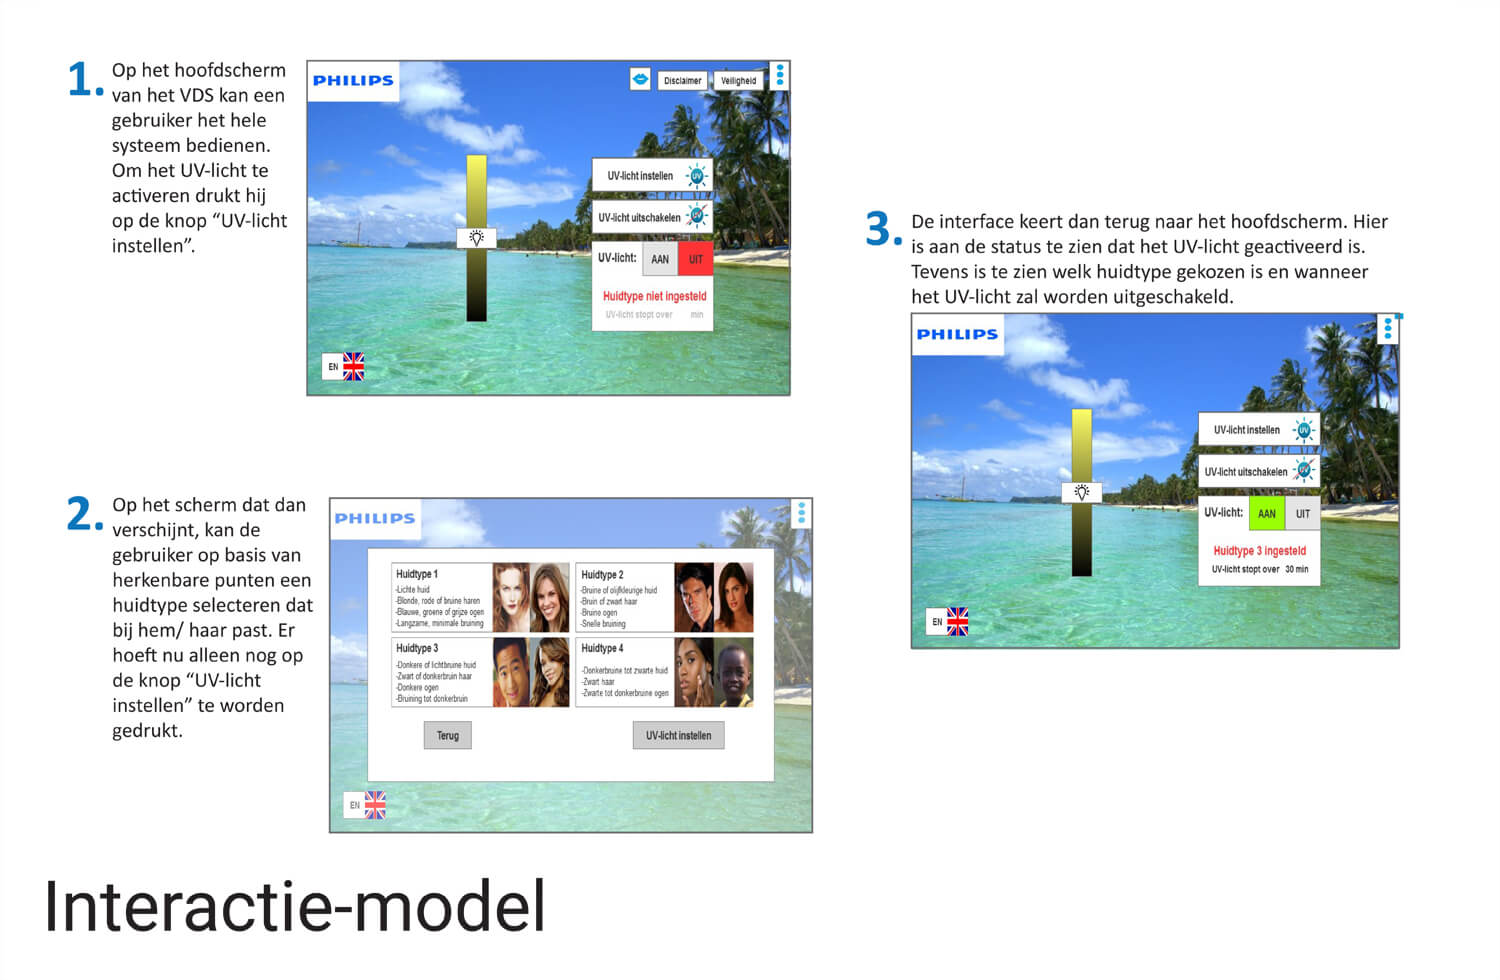 1.
Op het hoofdscherm
van het VDS kan een
gebruiker het hele
systeem bedienen.
Om het UV-licht te
activeren drukt hij
op de knop “UV-licht
instellen”.
PHILIPS
Disclaimer
Veiligheid
UV-licht instellen
UV
UV-licht uitschakelen
UV
UV-licht: AAN UIT
Huidtype niet ingesteld
UV-licht stopt over min
EN
2.
Op het scherm dat dan
verschijnt, kan de
gebruiker op basis van
herkenbare punten een
huidtype selecteren dat
bij hem/ haar past. Er
hoeft nu alleen nog op
de knop “UV-licht
instellen” te worden
gedrukt.
PHILIPS
Huidtype 1
-Lichte huid
-Blonde, rode of bruine haren
-Blauwe, groene of grijze ogen
-Langzame, minimale bruining
Huidtype 2
-Bruine of olijfkleurige huid
-Bruin of zwart haar
-Bruine ogen
-Snelle bruining
Huidtype 3
-Donkere of lichtbruine huid
-Zwart of donkerbruin haar
-Donkere ogen
-Bruining tot donkerbruin
Huidtype 4
-Donkerbruine tot zwarte huid
-Zwart haar
-Zwarte tot donkerbruine ogen
Terug
UV-licht instellen
EN
3.
De interface keert dan terug naar het hoofdscherm. Hier
is aan de status te zien dat het UV-licht geactiveerd is.
Tevens is te zien welk huidtype gekozen is en wanneer
het UV-licht zal worden uitgeschakeld.
PHILIPS
UV-licht instellen
UV
UV-licht uitschakelen
UV
UV-licht: AAN UIT
Huidtype 3 ingesteld
UV-licht stopt over 30 min
EN
Interactie-model